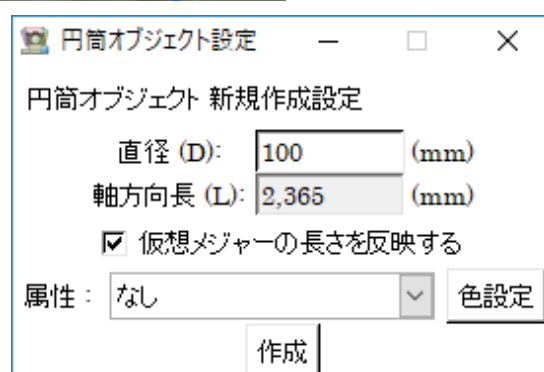 円筒オブジェクト設定
円筒オブジェクト 新規作成設定
直径 (D): 100 (mm)
軸方向長 (L): 2,365 (mm)
仮想メジャーの長さを反映する
属性： なし 色設定
作成